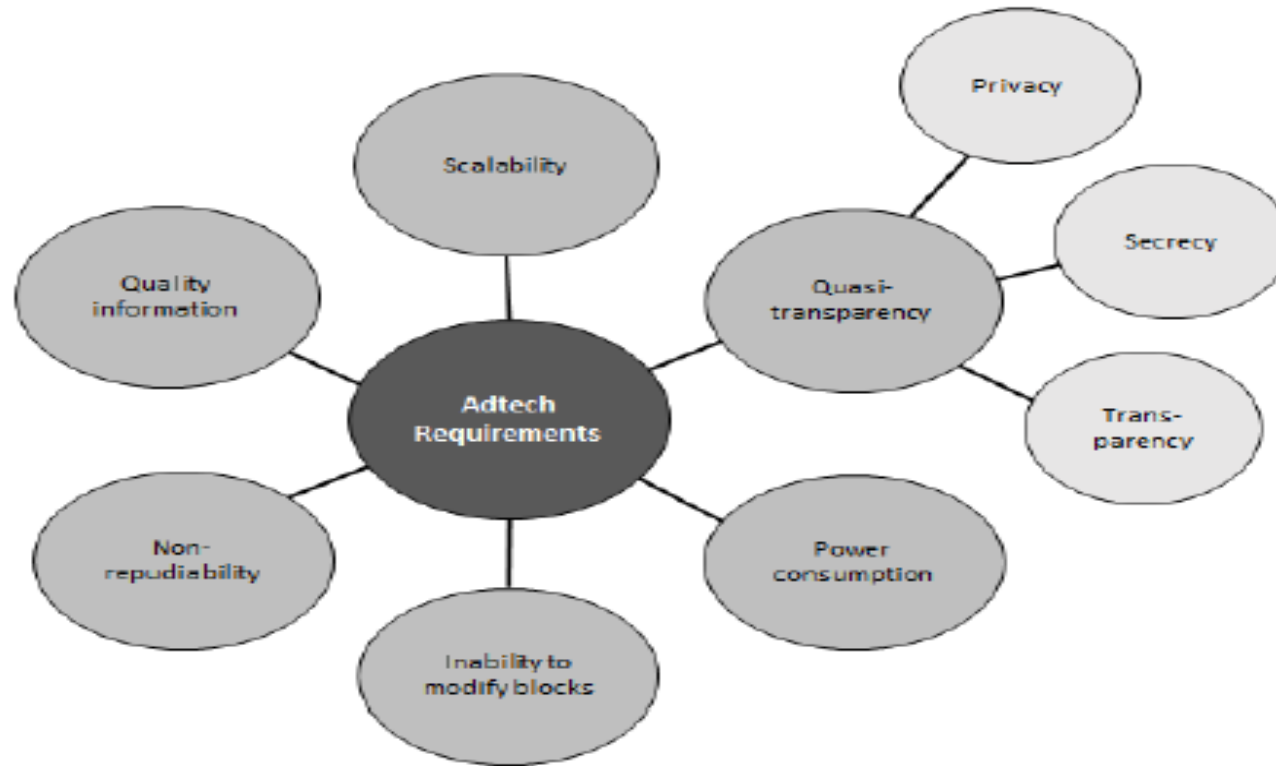 Privacy
Scalability
Secrecy
Quality
information
Quasi-
transparency
Adtech
Requirements
Trans-
parency
Non-
repudiability
Power
consumption
Inability to
modify blocks